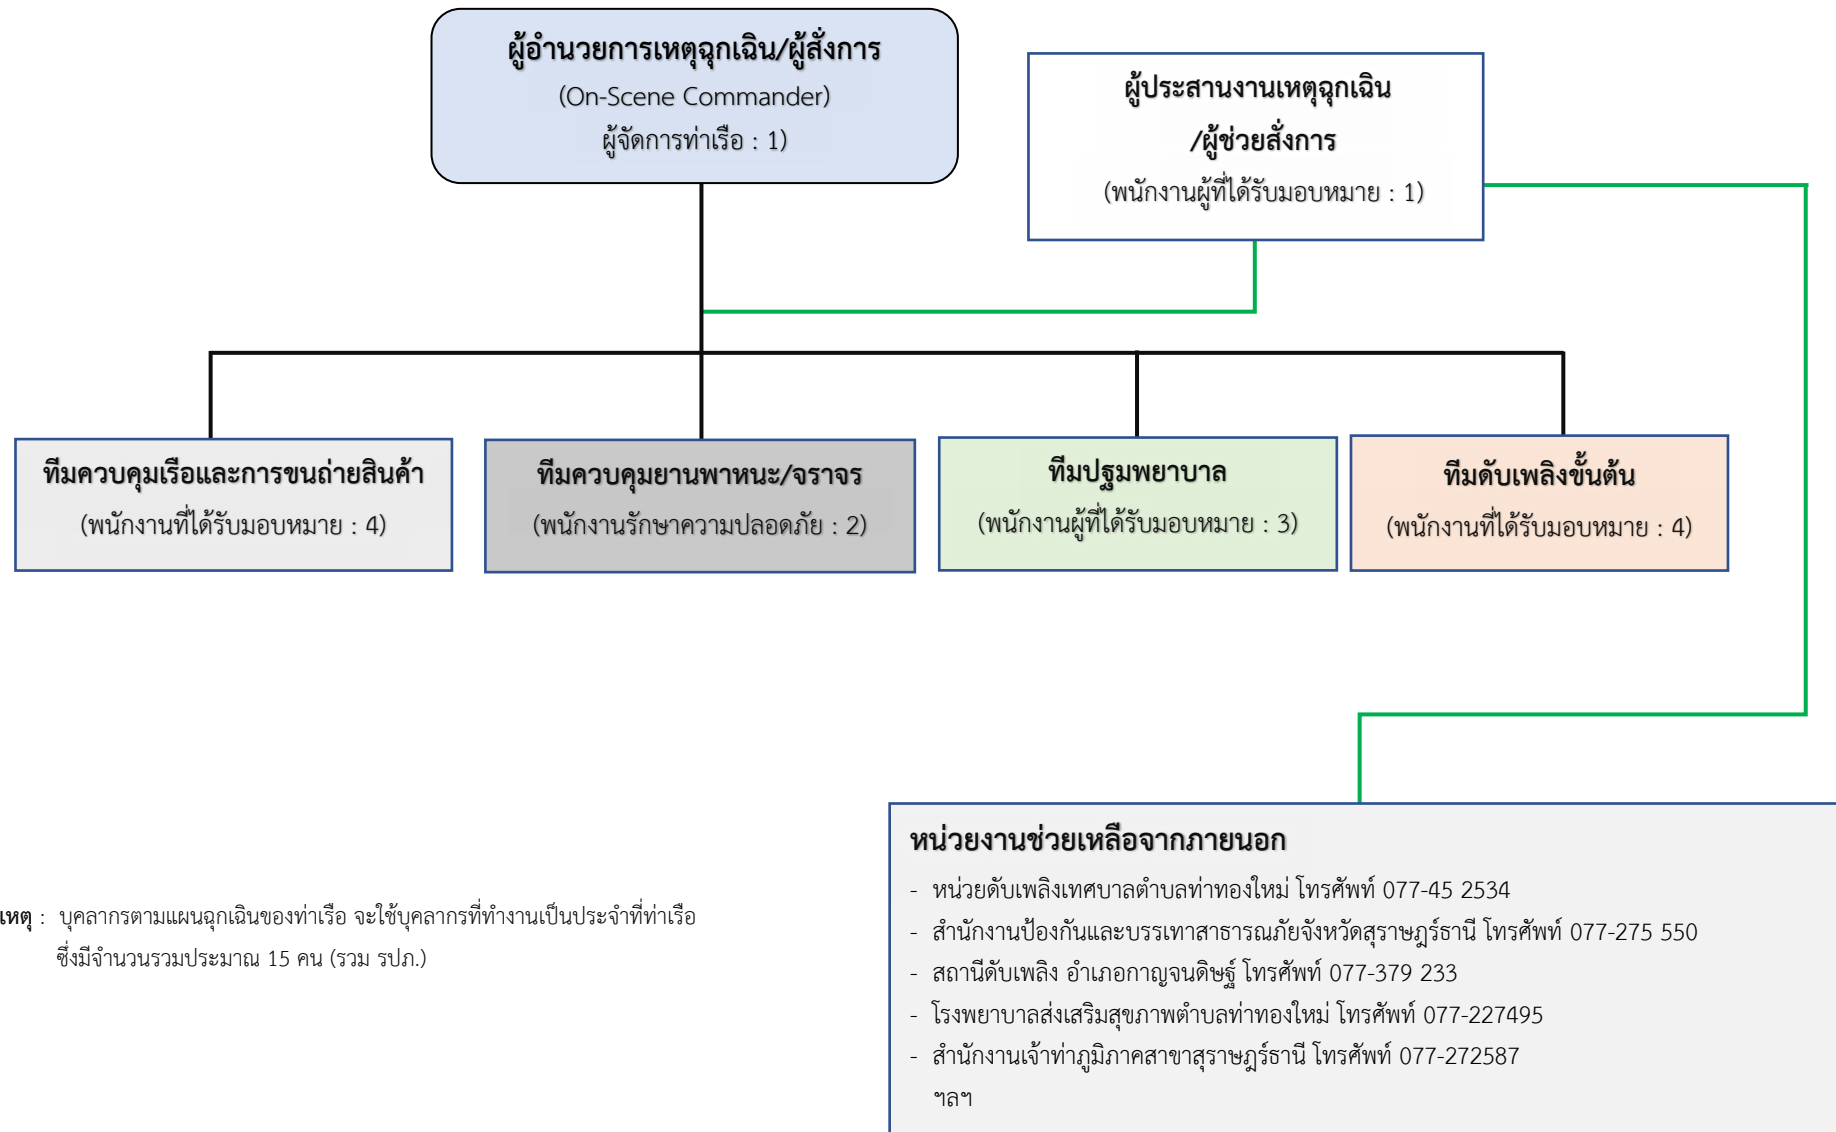 ผู้อำนวยการเหตุฉุกเฉิน/ผู้สั่งการ
(On-Scene Commander)
ผู้จัดการท่าเรือ : 1)
ผู้ประสานงานเหตุฉุกเฉิน
/ผู้ช่วยสั่งการ
(พนักงานผู้ที่ได้รับมอบหมาย : 1)
ทีมควบคุมเรือและการขนถ่ายสินค้า
(พนักงานที่ได้รับมอบหมาย : 4)
ทีมควบคุมยานพาหนะ/จราจร
(พนักงานรักษาความปลอดภัย : 2)
ทีมปฐมพยาบาล
(พนักงานผู้ที่ได้รับมอบหมาย : 3)
ทีมดับเพลิงขั้นต้น
(พนักงานที่ได้รับมอบหมาย : 4)
หน่วยงานช่วยเหลือจากภายนอก
- หน่วยดับเพลิงเทศบาลตำบลท่าทองใหม่ โทรศัพท์ 077-45 2534
- สำนักงานป้องกันและบรรเทาสาธารณภัยจังหวัดสุราษฎร์ธานี โทรศัพท์ 077-275 550
- สถานีดับเพลิง อำเภอกาญจนดิษฐ์ โทรศัพท์ 077-379 233
- โรงพยาบาลส่งเสริมสุขภาพตำบลท่าทองใหม่ โทรศัพท์ 077-227495
- สำนักงานเจ้าท่าภูมิภาคสาขาสุราษฎร์ธานี โทรศัพท์ 077-272587
ฯลฯ
เหตุ : บุคลากรตามแผนฉุกเฉินของท่าเรือ จะใช้บุคลากรที่ทำงานเป็นประจำที่ท่าเรือ
ซึ่งมีจำนวนรวมประมาณ 15 คน (รวม รปภ.)